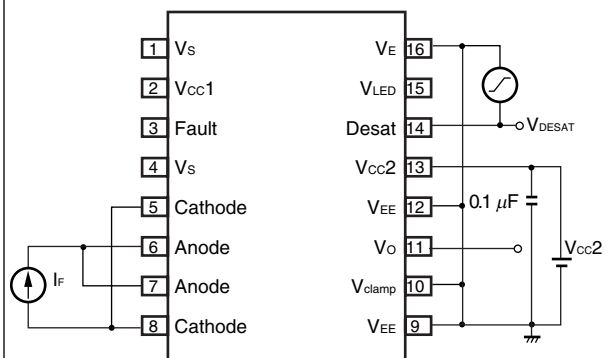 1 Vs
2 Vcc1
3 Fault
4 Vs
5 Cathode
6 Anode
7 Anode
8 Cathode
IF
VE 16
VLED 15
Desat 14
Vcc2 13
VEE 12
Vo 11
Vclamp 10
VEE 9
VDESAT
0.1 μF
Vcc2